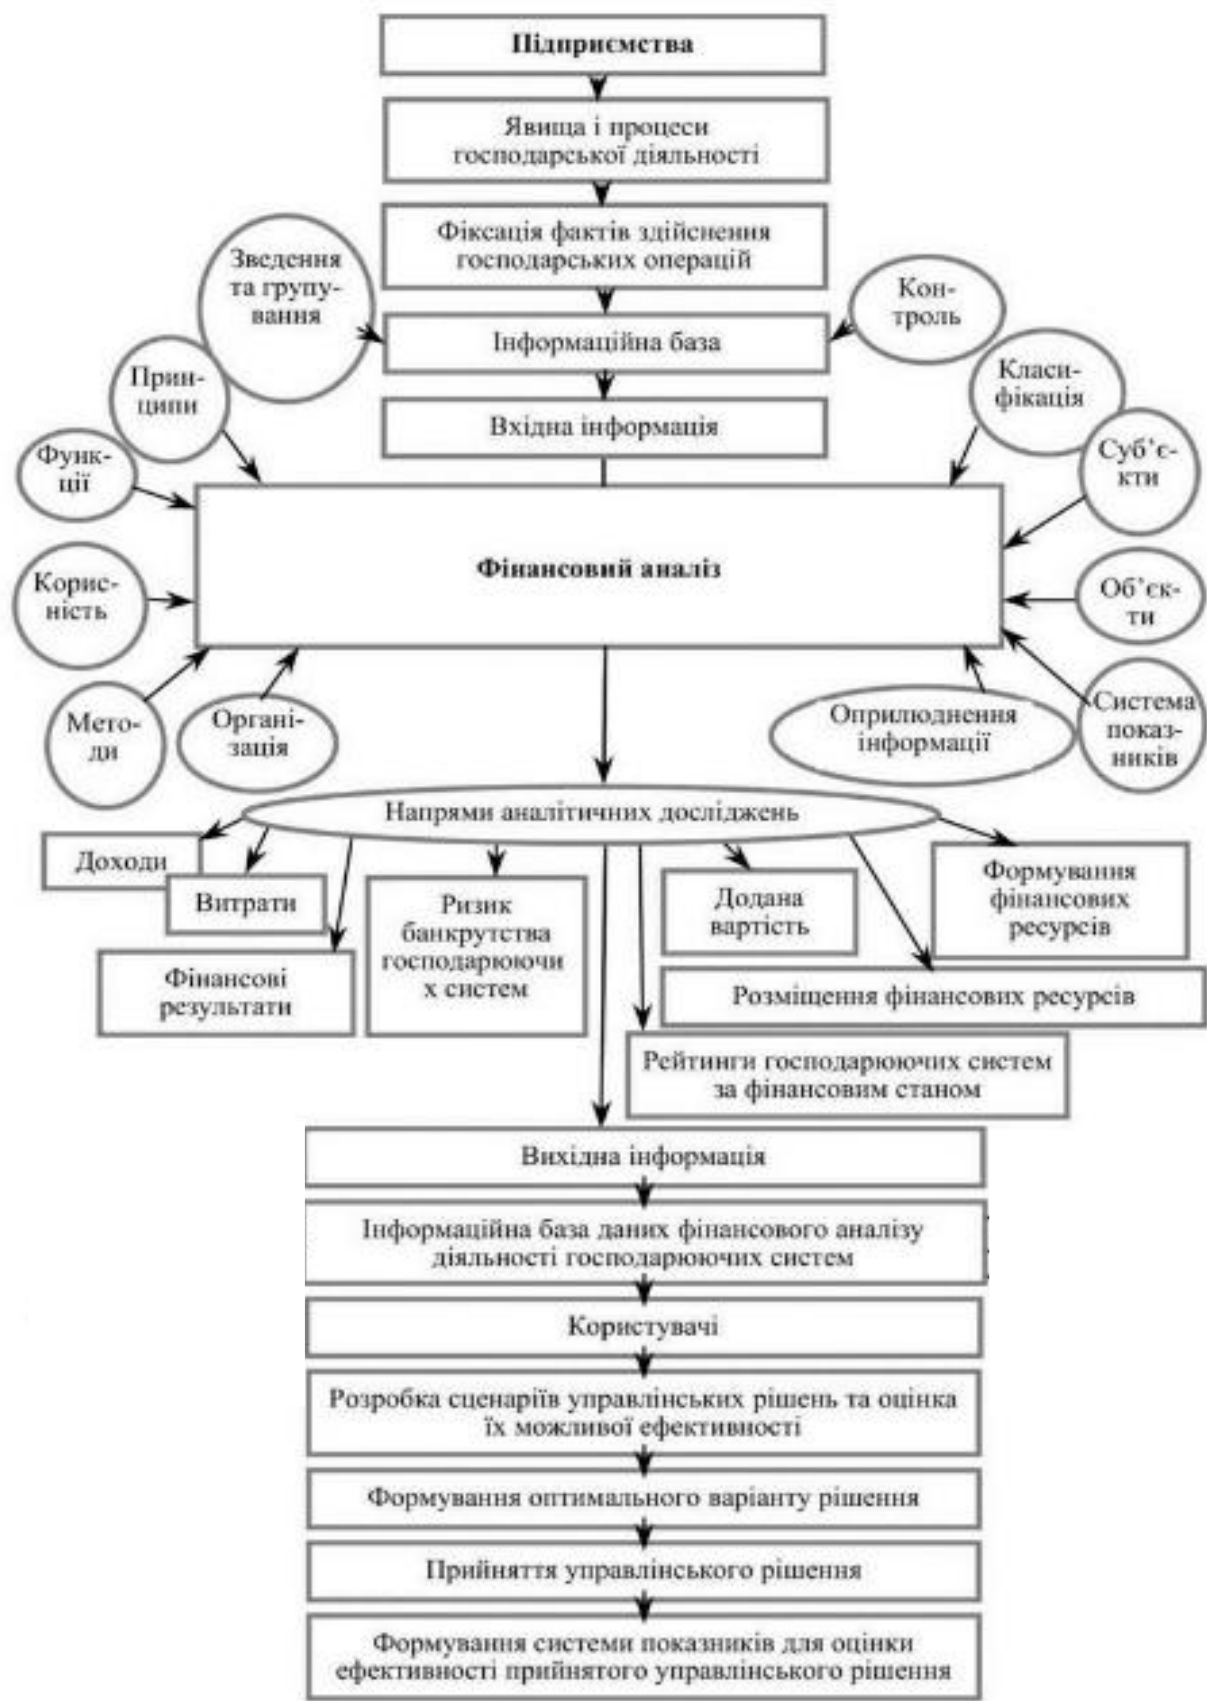 Підприємства
Явища і процеси
господарської діяльності
Фіксація фактів здійснення
господарських операцій
Зведення
та групу-
вання
Кон-
троль
Інформаційна база
Прин-
ципи
Класи-
фікація
Вхідна інформація
Функ-
ції
Суб’є-
кти
Фінансовий аналіз
Корис-
ність
Об’єк-
ти
Мето-
ди
Органі-
зація
Оприлюднення
інформації
Система
показ-
ників
Напрями аналітичних досліджень
Доходи
Витрати
Фінансові
результати
Ризик
банкрутства
господарюючи
х систем
Додана
вартість
Формування
фінансових
ресурсів
Розміщення фінансових ресурсів
Рейтинги господарюючих систем
за фінансовим станом
Вихідна інформація
Інформаційна база даних фінансового аналізу
діяльності господарюючих систем
Користувачі
Розробка сценаріїв управлінських рішень та оцінка
їх можливої ефективності
Формування оптимального варіанту рішення
Прийняття управлінського рішення
Формування системи показників для оцінки
ефективності прийнятого управлінського рішення